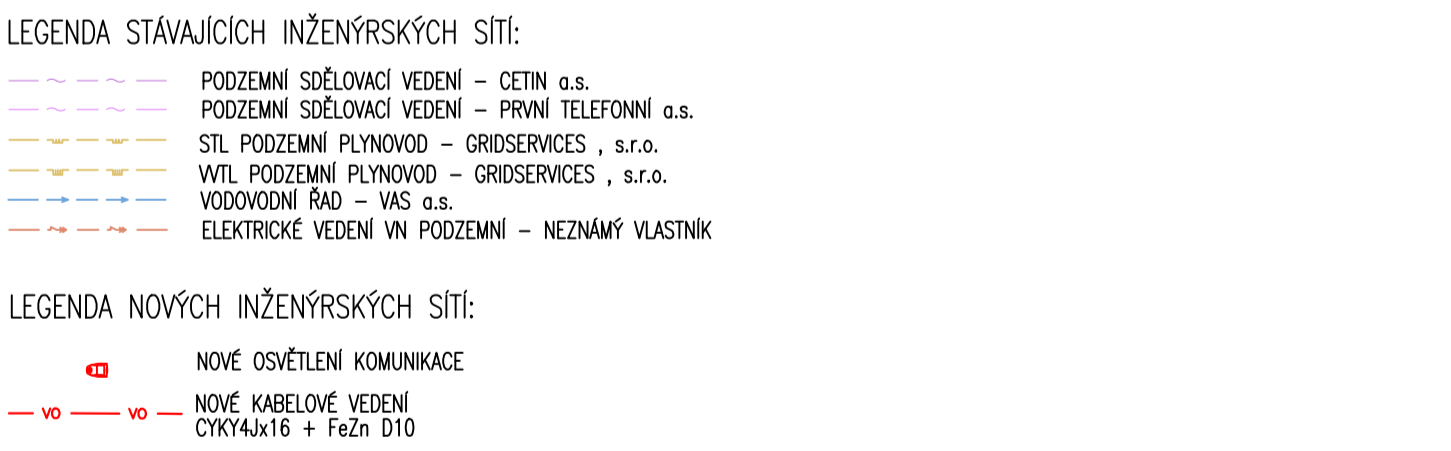 LEGENDA STÁVAJÍCÍCH INŽENÝRSKÝCH SÍTÍ:
PODZEMNÍ SDĚLOVACÍ VEDENÍ – CETIN a.s.
PODZEMNÍ SDĚLOVACÍ VEDENÍ – PRVNÍ TELEFONNÍ a.s.
STL PODZEMNÍ PLYNOVOD – GRIDSERVICES , s.r.o.
VVTL PODZEMNÍ PLYNOVOD – GRIDSERVICES , s.r.o.
VODOVODNÍ ŘAD – VAS a.s.
ELEKTRICKÉ VEDENÍ VN PODZEMNÍ – NEZNÁMÝ VLASTNÍK
LEGENDA NOVÝCH INŽENÝRSKÝCH SÍTÍ:
NOVÉ OSVĚTLENÍ KOMUNIKACE
VO VO NOVÉ KABELOVÉ VEDENÍ
CYKY4Jx16 + FeZn D10